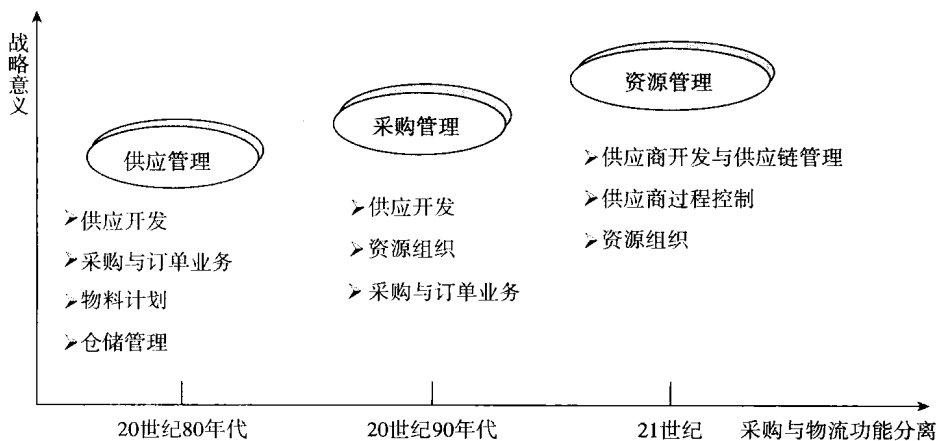 战略意义
供应管理
供应开发
采购与订单业务
物料计划
仓储管理
采购管理
供应开发
资源组织
采购与订单业务
资源管理
供应商开发与供应链管理
供应商过程控制
资源组织
20世纪80年代
20世纪90年代
21世纪
采购与物流功能分离